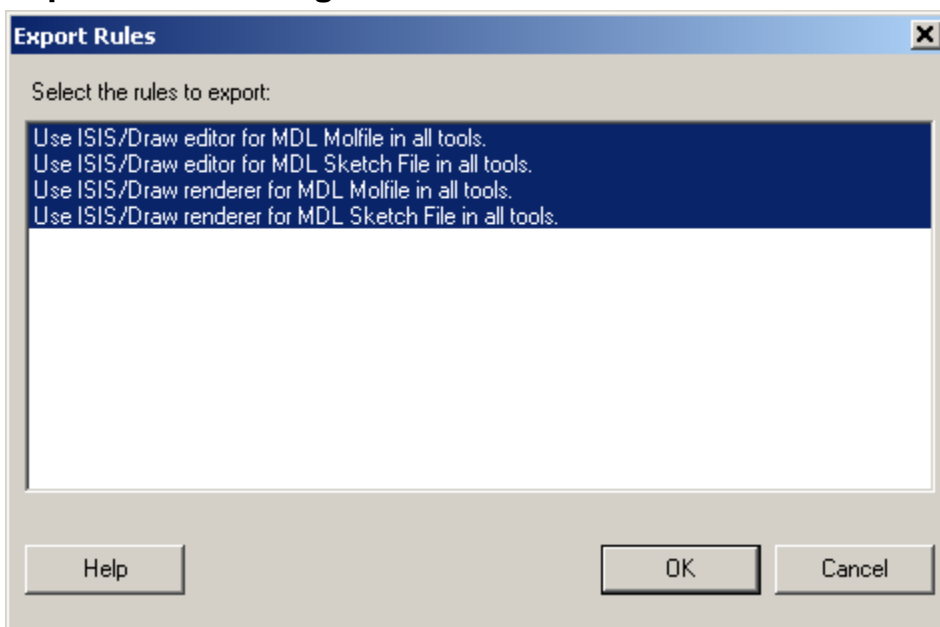 Export Rules
Select the rules to export:
Use ISIS/Draw editor for MDL Molfile in all tools.
Use ISIS/Draw editor for MDL Sketch File in all tools.
Use ISIS/Draw renderer for MDL Molfile in all tools.
Use ISIS/Draw renderer for MDL Sketch File in all tools.
Help
OK
Cancel